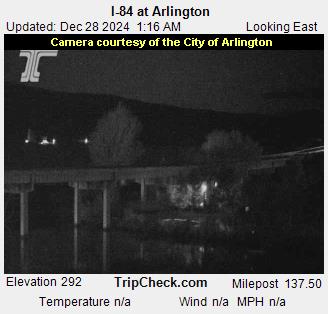 I-84 at Arlington
Updated: Dec 28 2024 1:16 AM Looking East
Camera courtesy of the City of Arlington
Elevation 292 TripCheck.com Milepost 137.50
Temperature n/a Wind n/a MPH n/a